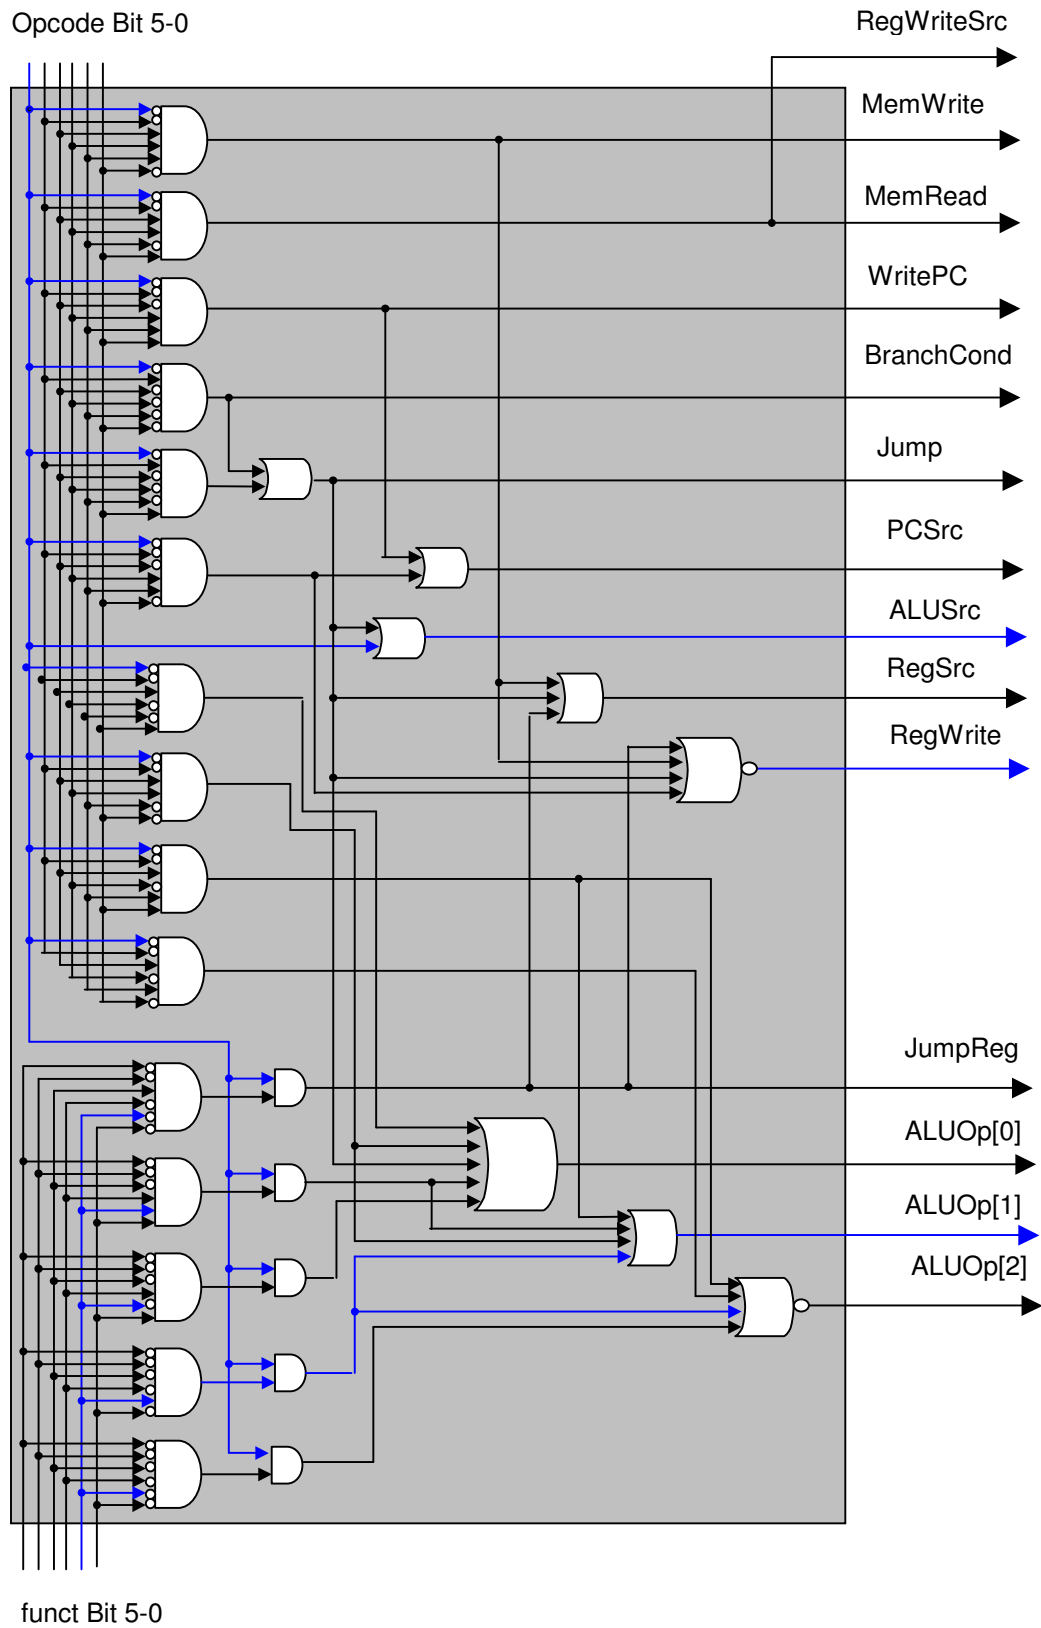 Opcode Bit 5-0
RegWriteSrc
MemWrite
MemRead
WritePC
BranchCond
Jump
PCSrc
ALUSrc
RegSrc
RegWrite
JumpReg
ALUOp[0]
ALUOp[1]
ALUOp[2]
funct Bit 5-0